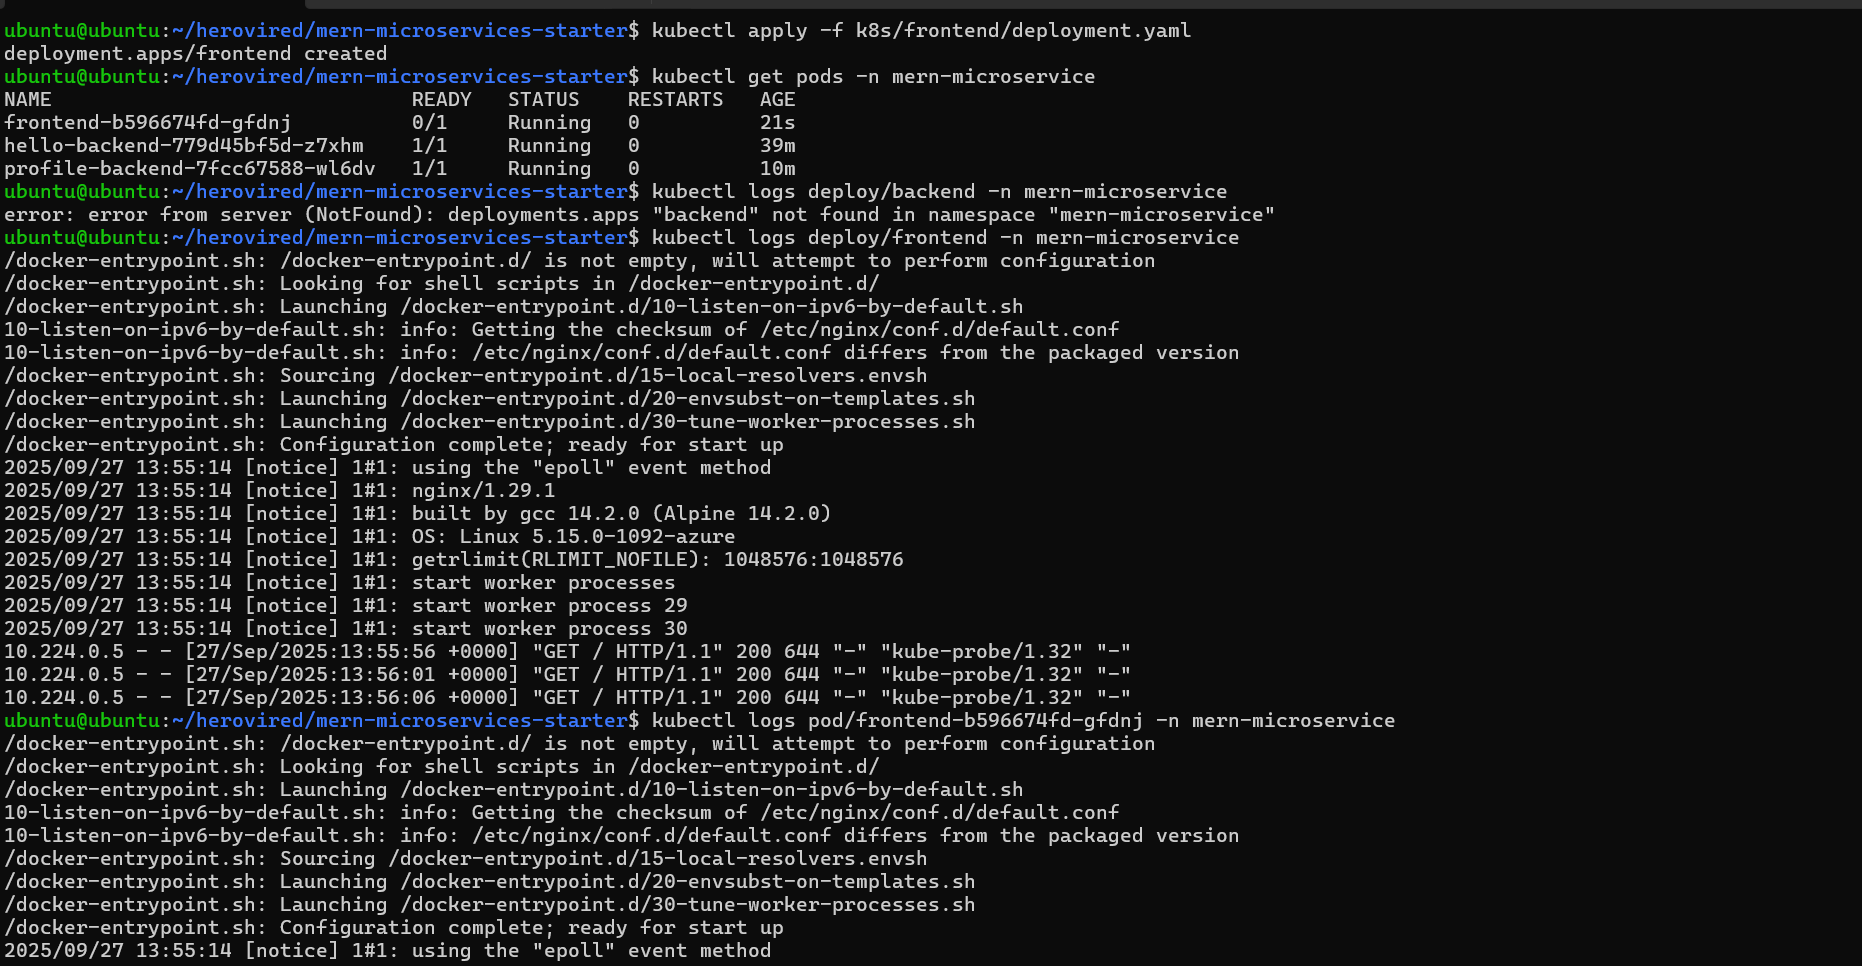 ubuntu@ubuntu:~/herovired/mern-microservices-starter$ kubectl apply -f k8s/frontend/deployment.yaml
deployment.apps/frontend created
ubuntu@ubuntu:~/herovired/mern-microservices-starter$ kubectl get pods -n mern-microservice
NAME                              READY   STATUS    RESTARTS   AGE
frontend-b596674fd-gfdnj          0/1     Running   0          21s
hello-backend-779d45bf5d-z7xhm    1/1     Running   0          39m
profile-backend-7fcc67588-wl6dv   1/1     Running   0          10m
ubuntu@ubuntu:~/herovired/mern-microservices-starter$ kubectl logs deploy/backend -n mern-microservice
error: error from server (NotFound): deployments.apps "backend" not found in namespace "mern-microservice"
ubuntu@ubuntu:~/herovired/mern-microservices-starter$ kubectl logs deploy/frontend -n mern-microservice
/docker-entrypoint.sh: /docker-entrypoint.d/ is not empty, will attempt to perform configuration
/docker-entrypoint.sh: Looking for shell scripts in /docker-entrypoint.d/
/docker-entrypoint.sh: Launching /docker-entrypoint.d/10-listen-on-ipv6-by-default.sh
10-listen-on-ipv6-by-default.sh: info: Getting the checksum of /etc/nginx/conf.d/default.conf
10-listen-on-ipv6-by-default.sh: info: /etc/nginx/conf.d/default.conf differs from the packaged version
/docker-entrypoint.sh: Sourcing /docker-entrypoint.d/15-local-resolvers.envsh
/docker-entrypoint.sh: Launching /docker-entrypoint.d/20-envsubst-on-templates.sh
/docker-entrypoint.sh: Launching /docker-entrypoint.d/30-tune-worker-processes.sh
/docker-entrypoint.sh: Configuration complete; ready for start up
2025/09/27 13:55:14 [notice] 1#1: using the "epoll" event method
2025/09/27 13:55:14 [notice] 1#1: nginx/1.29.1
2025/09/27 13:55:14 [notice] 1#1: built by gcc 14.2.0 (Alpine 14.2.0)
2025/09/27 13:55:14 [notice] 1#1: OS: Linux 5.15.0-1092-azure
2025/09/27 13:55:14 [notice] 1#1: getrlimit(RLIMIT_NOFILE): 1048576:1048576
2025/09/27 13:55:14 [notice] 1#1: start worker processes
2025/09/27 13:55:14 [notice] 1#1: start worker process 29
2025/09/27 13:55:14 [notice] 1#1: start worker process 30
10.224.0.5 - - [27/Sep/2025:13:55:56 +0000] "GET / HTTP/1.1" 200 644 "-" "kube-probe/1.32" "-"
10.224.0.5 - - [27/Sep/2025:13:56:01 +0000] "GET / HTTP/1.1" 200 644 "-" "kube-probe/1.32" "-"
10.224.0.5 - - [27/Sep/2025:13:56:06 +0000] "GET / HTTP/1.1" 200 644 "-" "kube-probe/1.32" "-"
ubuntu@ubuntu:~/herovired/mern-microservices-starter$ kubectl logs pod/frontend-b596674fd-gfdnj -n mern-microservice
/docker-entrypoint.sh: /docker-entrypoint.d/ is not empty, will attempt to perform configuration
/docker-entrypoint.sh: Looking for shell scripts in /docker-entrypoint.d/
/docker-entrypoint.sh: Launching /docker-entrypoint.d/10-listen-on-ipv6-by-default.sh
10-listen-on-ipv6-by-default.sh: info: Getting the checksum of /etc/nginx/conf.d/default.conf
10-listen-on-ipv6-by-default.sh: info: /etc/nginx/conf.d/default.conf differs from the packaged version
/docker-entrypoint.sh: Sourcing /docker-entrypoint.d/15-local-resolvers.envsh
/docker-entrypoint.sh: Launching /docker-entrypoint.d/20-envsubst-on-templates.sh
/docker-entrypoint.sh: Launching /docker-entrypoint.d/30-tune-worker-processes.sh
/docker-entrypoint.sh: Configuration complete; ready for start up
2025/09/27 13:55:14 [notice] 1#1: using the "epoll" event method